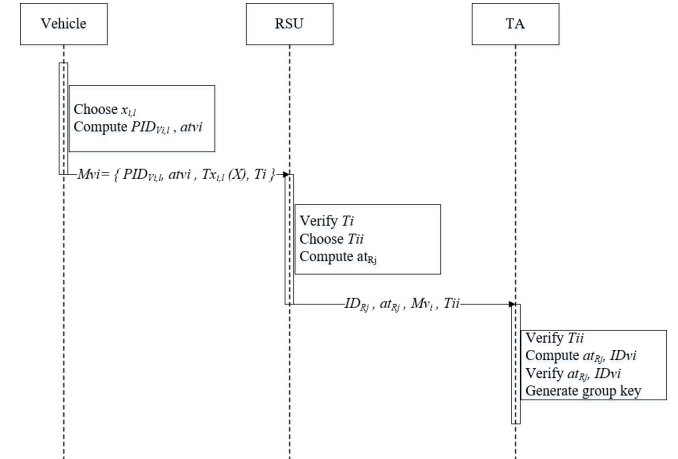 Vehicle
RSU
TA
Choose x_{i,l}
Compute PID_{Vi,l} , atvi
Mvi= { PID_{Vi,l}, atvi , Tx_{i,l} (X), Ti }
Verify Ti
Choose Tii
Compute at_{Rj}
ID_{Rj} , at_{Rj} , Mv_i , Tii
Verify Tii
Compute at_{Rj}, IDvi
Verify at_{Rj}, IDvi
Generate group key